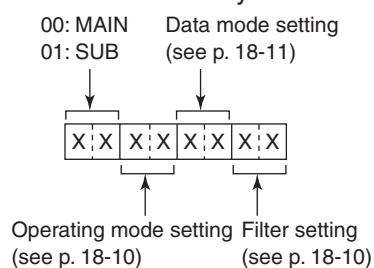 00: MAIN
01: SUB
Data mode setting
(see p. 18-11)
X X X X X X X X
Operating mode setting
(see p. 18-10)
Filter setting
(see p. 18-10)